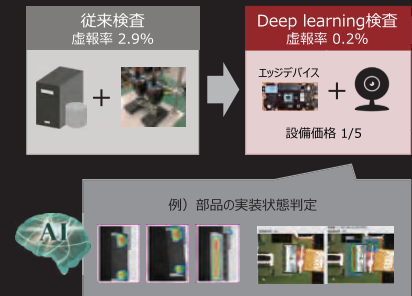 従来検査
虚報率 2.9%
Deep learning検査
虚報率 0.2%
エッジデバイス
+
+
設備価格 1/5
例）部品の実装状態判定
AI